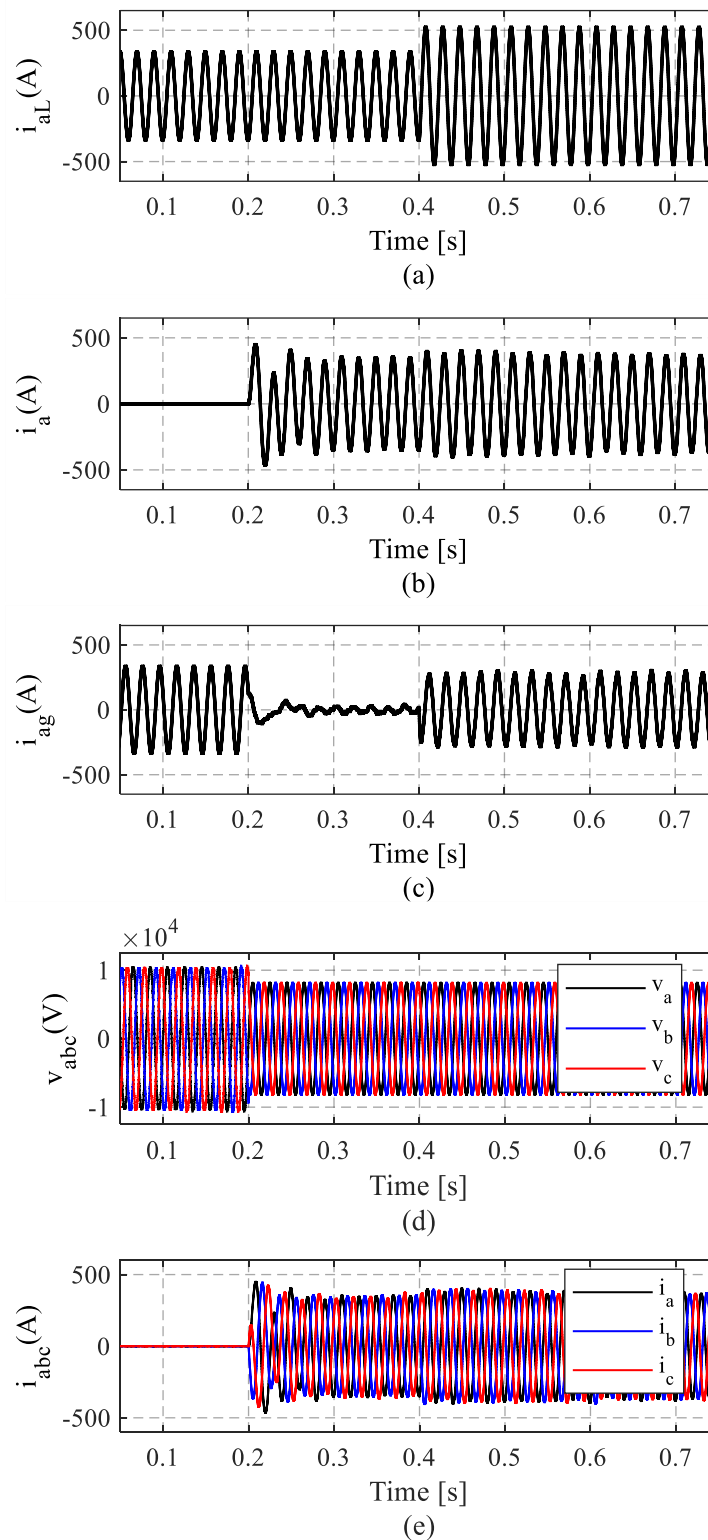 500
0
-500
i_aL(A)
0.1 0.2 0.3 0.4 0.5 0.6 0.7
Time [s]
(a)
500
0
-500
i_a(A)
0.1 0.2 0.3 0.4 0.5 0.6 0.7
Time [s]
(b)
500
0
-500
i_ag(A)
0.1 0.2 0.3 0.4 0.5 0.6 0.7
Time [s]
(c)
×10^4
1
0
-1
v_abc(V)
v_a
v_b
v_c
0.1 0.2 0.3 0.4 0.5 0.6 0.7
Time [s]
(d)
500
0
-500
i_abc(A)
i_a
i_b
i_c
0.1 0.2 0.3 0.4 0.5 0.6 0.7
Time [s]
(e)